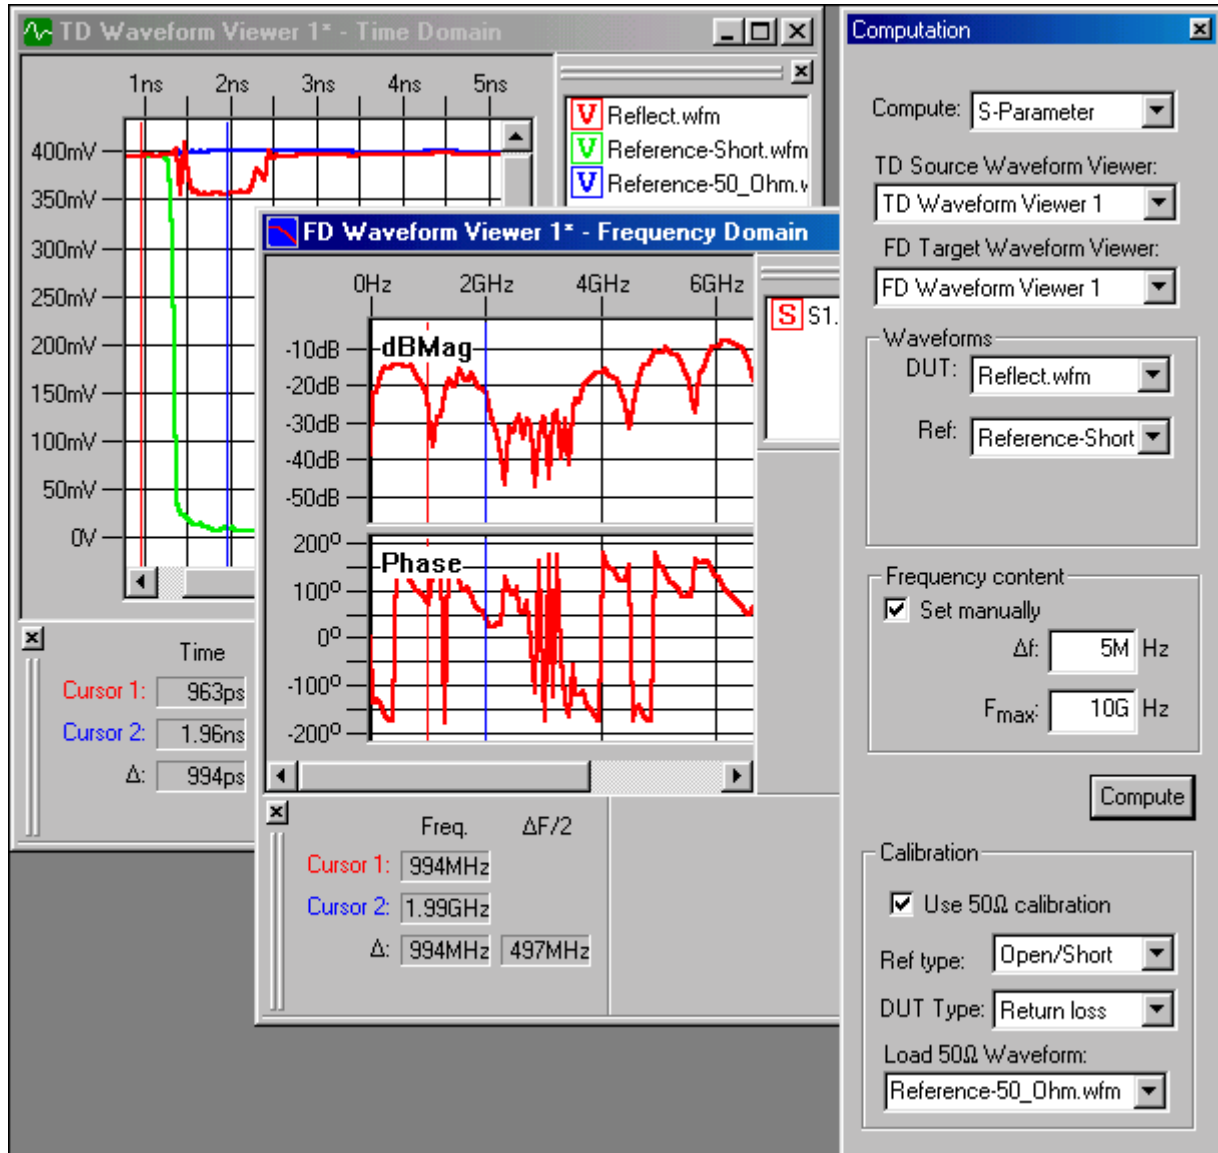 TD Waveform Viewer 1* - Time Domain
1ns 2ns 3ns 4ns 5ns
400mV
350mV
300mV
250mV
200mV
150mV
100mV
50mV
0V
V Reflect.wfm
V Reference-Short.wfm
V Reference-50_Ohm.w
Time
Cursor 1: 963ps
Cursor 2: 1.96ns
Δ: 994ps
FD Waveform Viewer 1* - Frequency Domain
0Hz 2GHz 4GHz 6GHz
dBMag
-10dB
-20dB
-30dB
-40dB
-50dB
Phase
200º
100º
0º
-100º
-200º
S S1.
Freq. ΔF/2
Cursor 1: 994MHz
Cursor 2: 1.99GHz
Δ: 994MHz 497MHz
Computation
Compute: S-Parameter
TD Source Waveform Viewer:
TD Waveform Viewer 1
FD Target Waveform Viewer:
FD Waveform Viewer 1
Waveforms
DUT: Reflect.wfm
Ref: Reference-Short
Frequency content
Set manually
Δf: 5M Hz
Fmax: 10G Hz
Compute
Calibration
Use 50Ω calibration
Ref type: Open/Short
DUT Type: Return loss
Load 50Ω Waveform:
Reference-50_Ohm.wfm